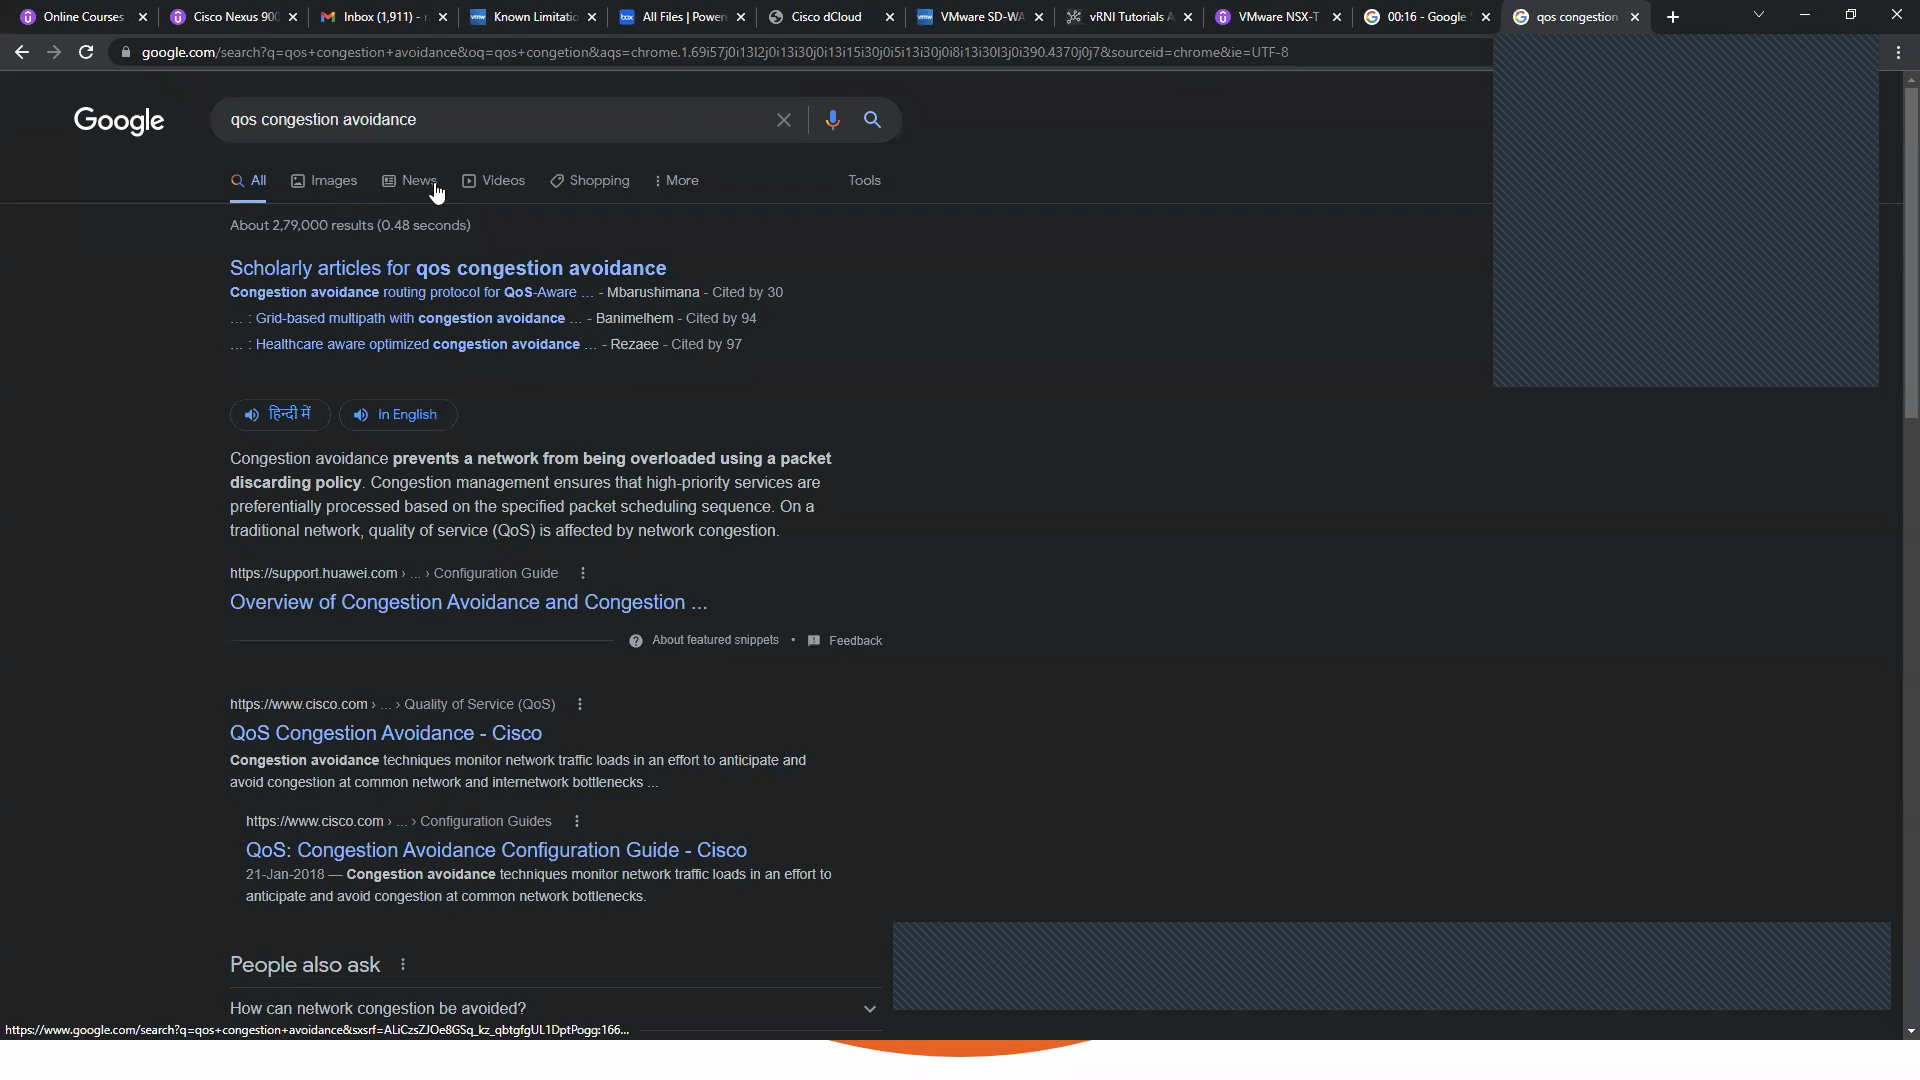 Online Courses
Cisco Nexus 900
Inbox (1,911) - r
Known Limitatio
All Files | Power
Cisco dCloud
VMware SD-WA
vRNI Tutorials A
VMware NSX-T
00:16 - Google S
qos congestion
google.com/search?q=qos+congestion+avoidance&oq=qos+congetion&aqs=chrome.1.69i57j0i13l2j0i13i30j0i13i15i30j0i5i13i30j0i8i13i30l3j0i390.4370j0j7&sourceid=chrome&ie=UTF-8
Google
qos congestion avoidance
All Images News Videos Shopping More Tools
About 2,79,000 results (0.48 seconds)
Scholarly articles for qos congestion avoidance
Congestion avoidance routing protocol for QoS-Aware ... - Mbarushimana - Cited by 30
... : Grid-based multipath with congestion avoidance ... - Banimelhem - Cited by 94
... : Healthcare aware optimized congestion avoidance ... - Rezaee - Cited by 97
हिन्दी में In English
Congestion avoidance prevents a network from being overloaded using a packet
discarding policy. Congestion management ensures that high-priority services are
preferentially processed based on the specified packet scheduling sequence. On a
traditional network, quality of service (QoS) is affected by network congestion.
https://support.huawei.com › ... › Configuration Guide
Overview of Congestion Avoidance and Congestion ...
About featured snippets • Feedback
https://www.cisco.com › ... › Quality of Service (QoS)
QoS Congestion Avoidance - Cisco
Congestion avoidance techniques monitor network traffic loads in an effort to anticipate and
avoid congestion at common network and internetwork bottlenecks ...
https://www.cisco.com › ... › Configuration Guides
QoS: Congestion Avoidance Configuration Guide - Cisco
21-Jan-2018 — Congestion avoidance techniques monitor network traffic loads in an effort to
anticipate and avoid congestion at common network bottlenecks.
People also ask
How can network congestion be avoided?
https://www.google.com/search?q=qos+congestion+avoidance&sxsrf=ALiCzsZJOe8GSq_kz_qbtgfgUL1DptPogg:166...